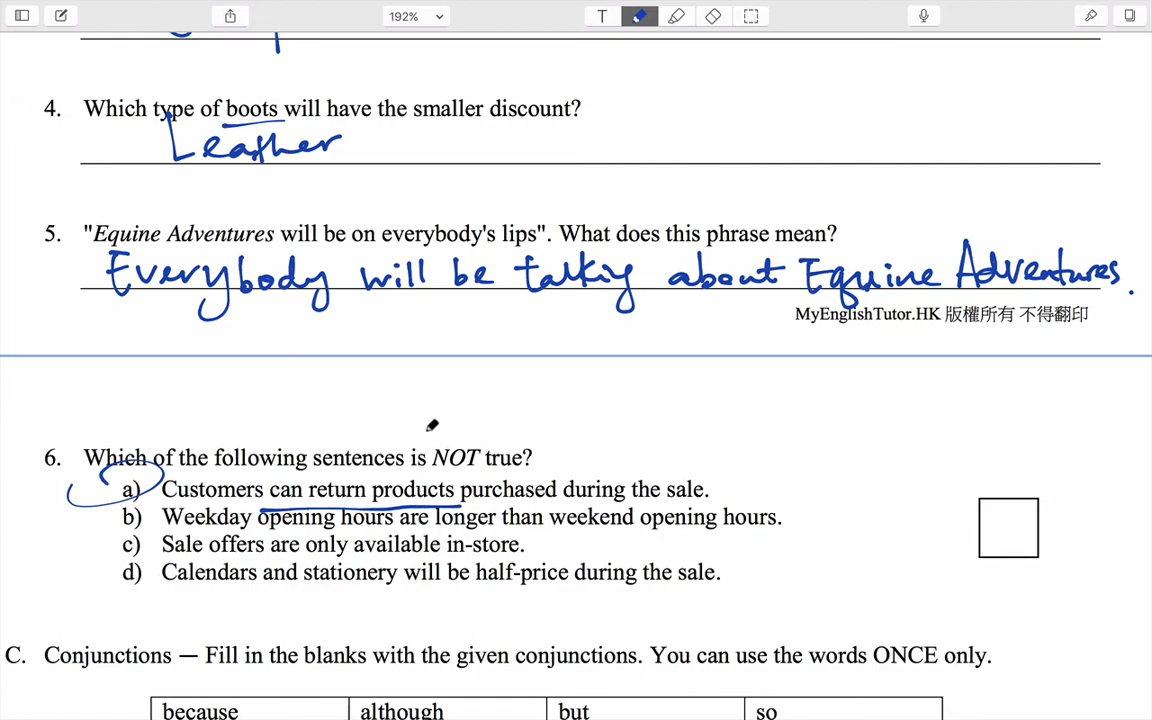 192%
T
4. Which type of boots will have the smaller discount?
Leather
5. "Equine Adventures will be on everybody's lips". What does this phrase mean?
Everybody will be talking about Equine Adventures.
MyEnglishTutor.HK 版權所有 不得翻印
6. Which of the following sentences is NOT true?
a) Customers can return products purchased during the sale.
b) Weekday opening hours are longer than weekend opening hours.
c) Sale offers are only available in-store.
d) Calendars and stationery will be half-price during the sale.
C. Conjunctions — Fill in the blanks with the given conjunctions. You can use the words ONCE only.
because although but so